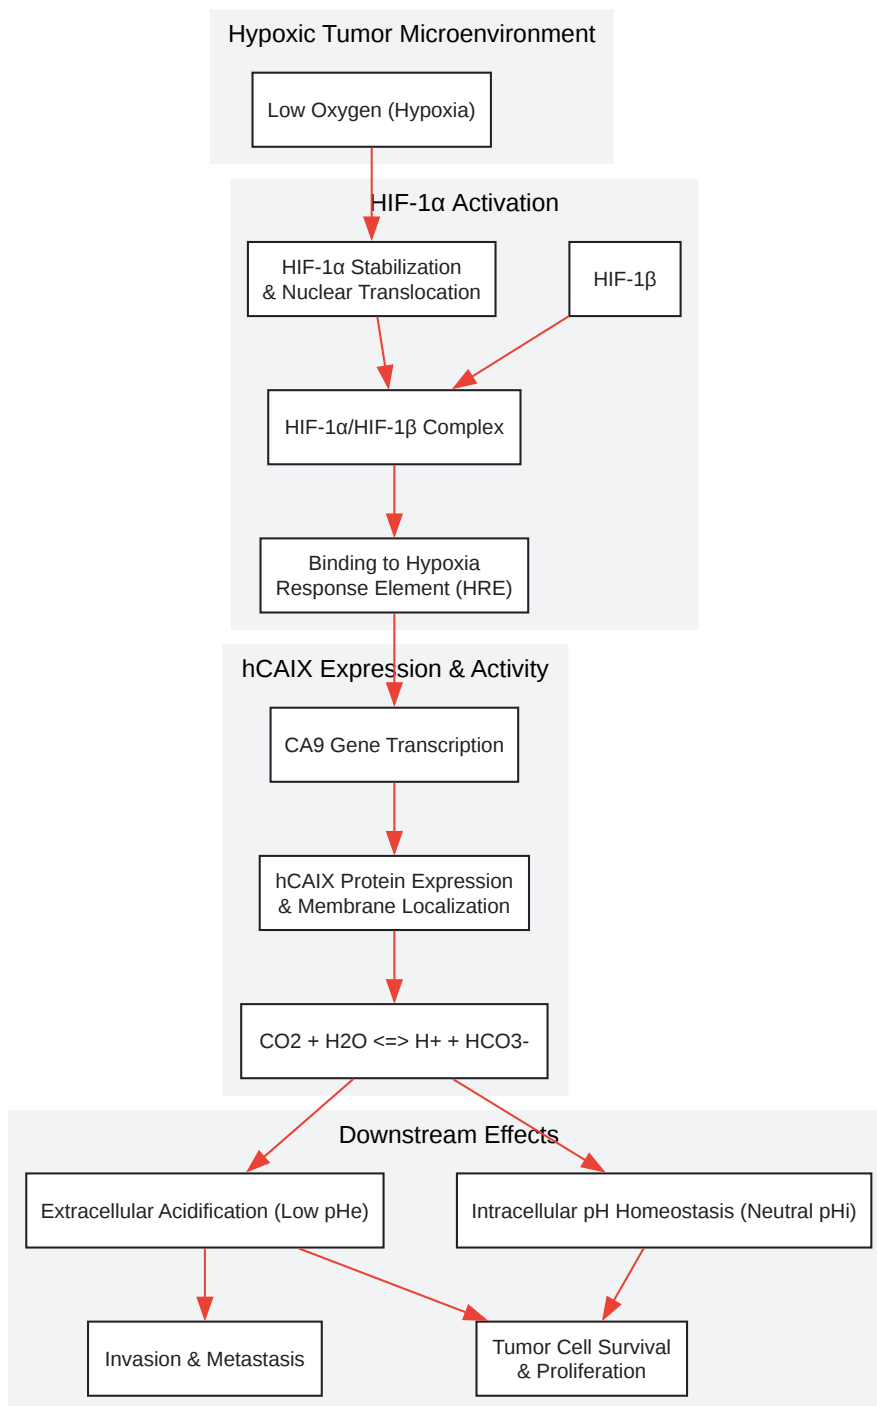 Hypoxic Tumor Microenvironment
Low Oxygen (Hypoxia)
HIF-1α Activation
HIF-1α Stabilization
& Nuclear Translocation
HIF-1β
HIF-1α/HIF-1β Complex
Binding to Hypoxia
Response Element (HRE)
hCAIX Expression & Activity
CA9 Gene Transcription
hCAIX Protein Expression
& Membrane Localization
CO2 + H2O <=> H+ + HCO3-
Downstream Effects
Extracellular Acidification (Low pHe)
Intracellular pH Homeostasis (Neutral pHi)
Invasion & Metastasis
Tumor Cell Survival
& Proliferation